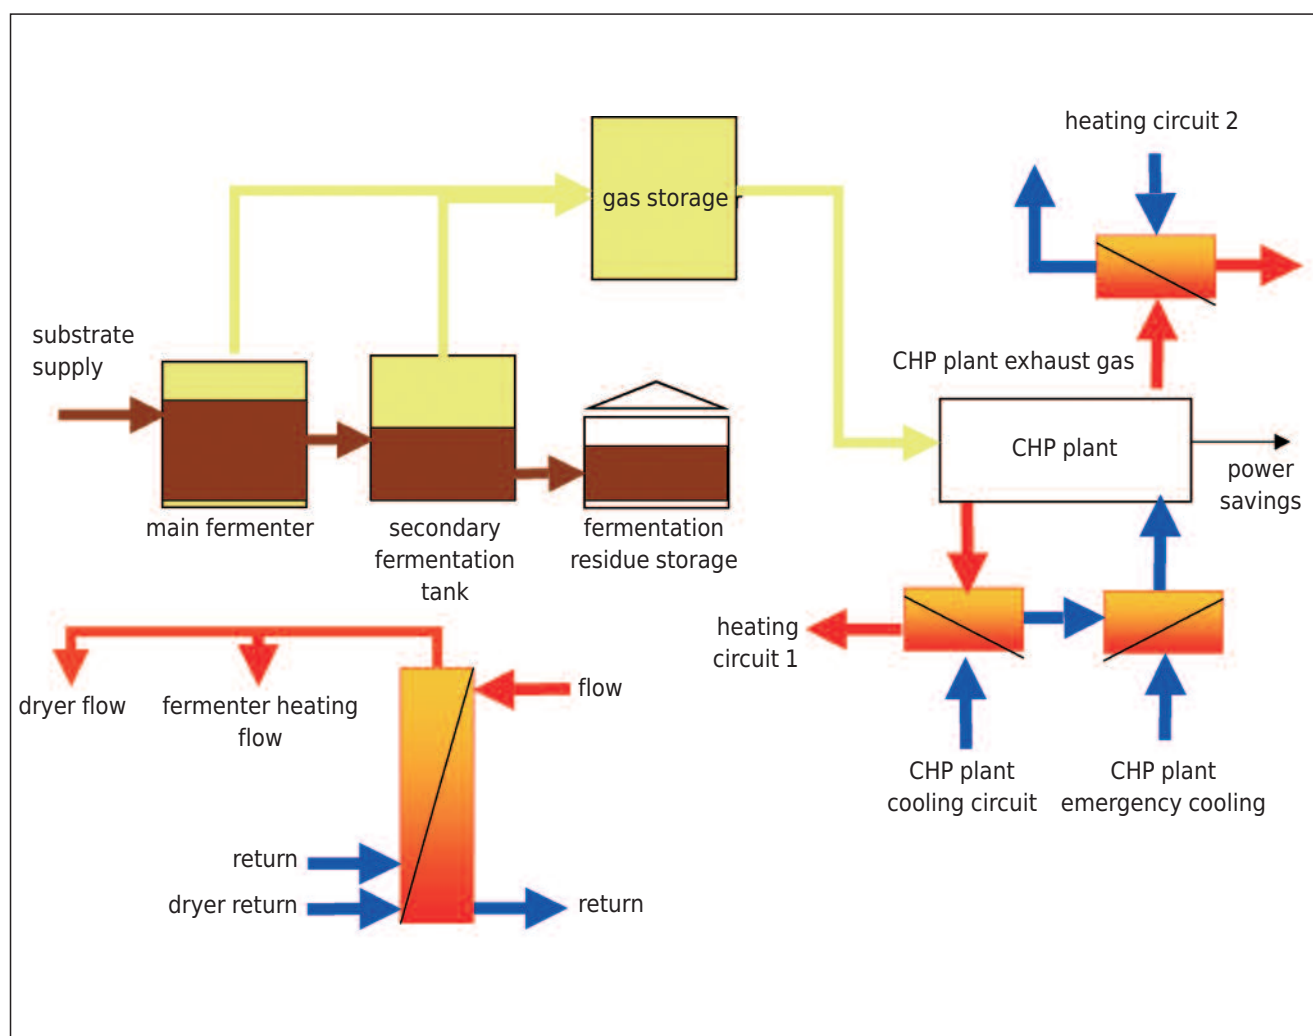 heating circuit 2
gas storage
substrate
supply
CHP plant exhaust gas
CHP plant
power
savings
main fermenter
secondary
fermentation
tank
fermentation
residue storage
heating
circuit 1
dryer flow
fermenter heating
flow
flow
CHP plant
cooling circuit
CHP plant
emergency cooling
return
dryer return
return